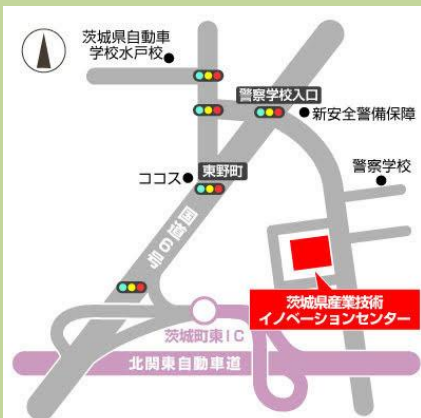 茨城県自動車
学校水戸校
警察学校入口
新安全警備保障
警察学校
ココス
東野町
国道6号
茨城県産業技術
イノベーションセンター
茨城町東IC
北関東自動車道